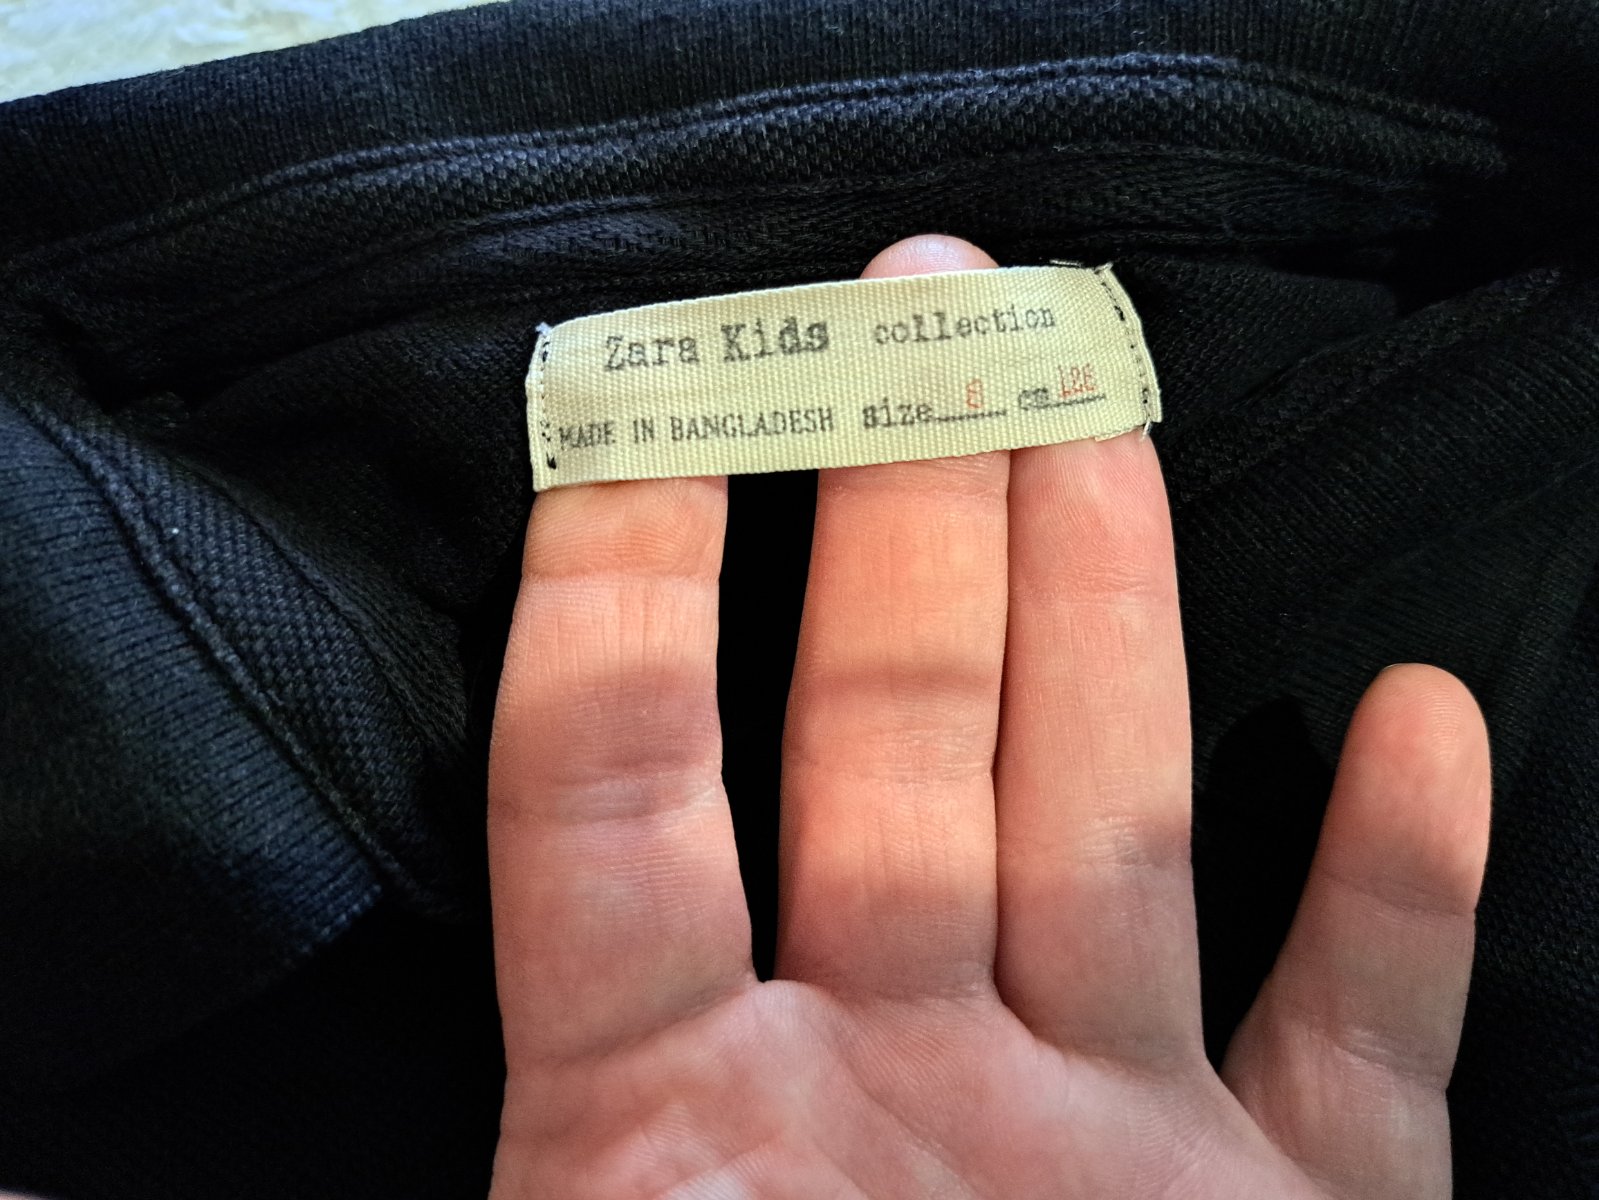 Zara Kids collection
MADE IN BANGLADESH size 8 cm 128